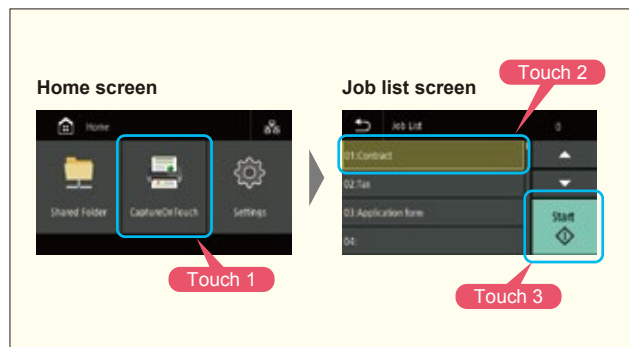 Home screen
Home
Shared Folder
CaptureOnTouch
Settings
Touch 1
Job list screen
Touch 2
Job List
0
01:Contract
02:Tax
03:Application form
04:
Start
Touch 3